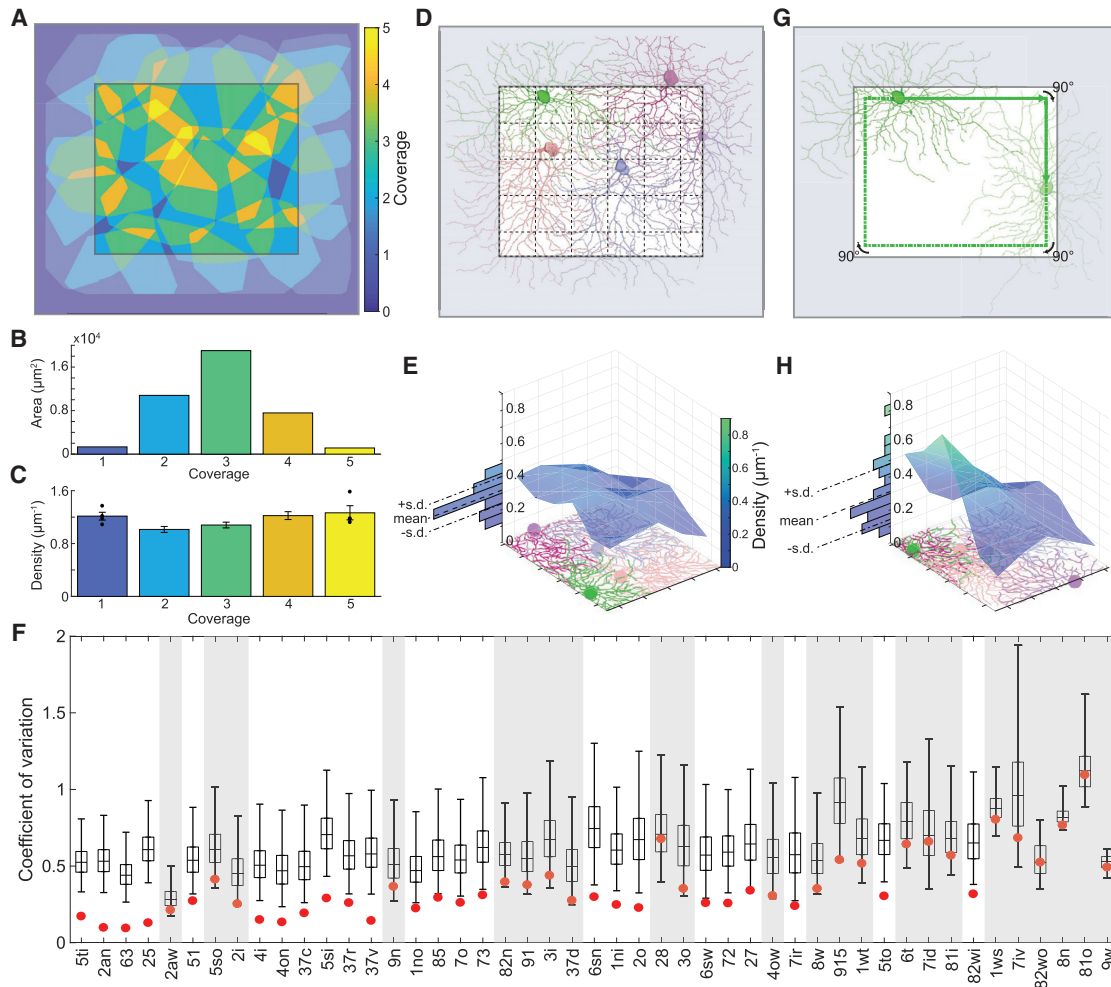 A
5
4
3
2
1
0
Coverage
D
G
90°
90°
90°
B
x10⁴
Area (μm²)
1.6
0.8
0
1 2 3 4 5
Coverage
C
Density (μm⁻¹)
1.6
0.8
0
1 2 3 4 5
Coverage
E
0.8
0.6
0.4
0.2
0
+s.d.
mean
-s.d.
0.8
0.6
0.4
0.2
0
Density (μm⁻¹)
H
0.8
0.6
0.4
0.2
0
+s.d.
mean
-s.d.
F
Coefficient of variation
2
1.5
1
0.5
0
5ti 2an 63 25 2aw 51 5so 2i 4i 4on 37c 5si 37r 37v 9n 1no 85 7o 73 82n 91 3i 37d 6sn 1ni 2o 28 3o 6sw 72 27 4ow 7ir 8w 915 1wt 5to 6t 7id 81i 82wi 1ws 7iv 82wo 8n 81o 9w